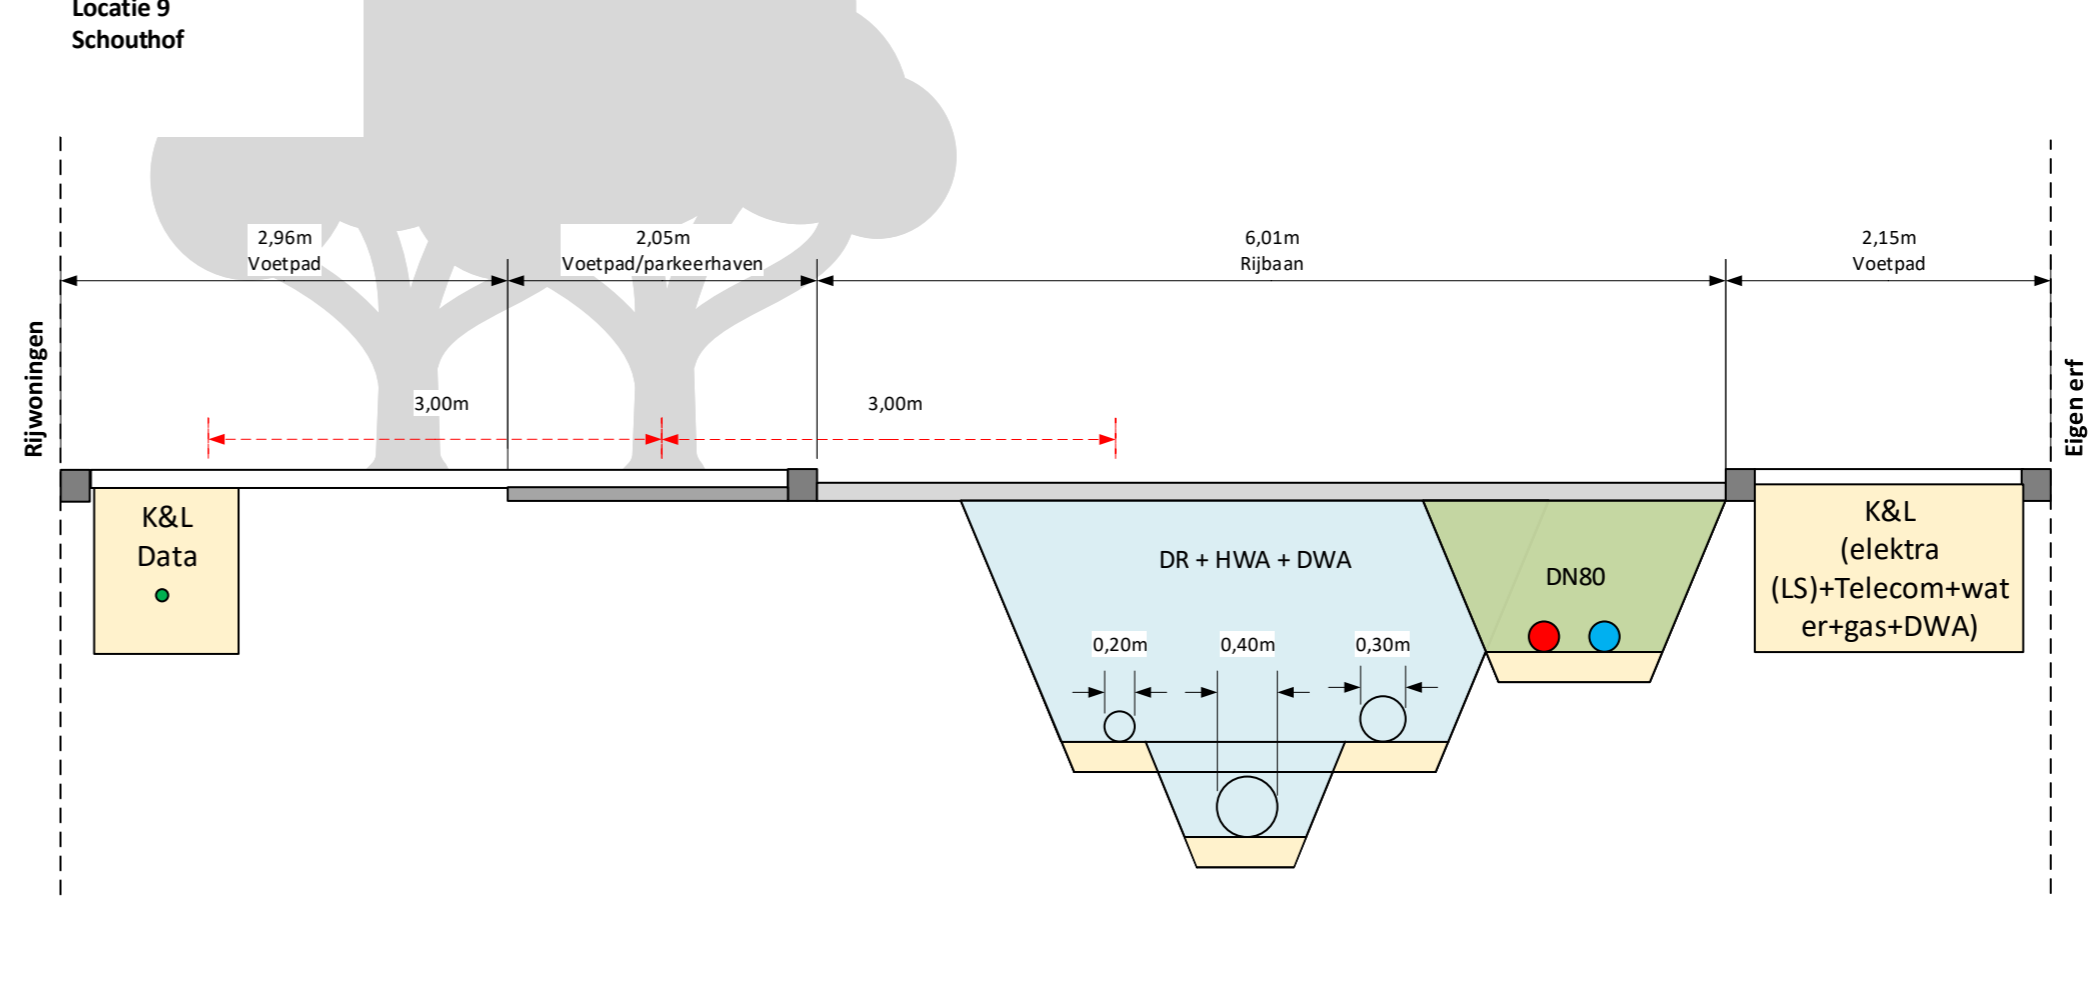 Locatie 9
Schouthof
2,96m
Voetpad
2,05m
Voetpad/parkeerhaven
6,01m
Rijbaan
2,15m
Voetpad
Rijwoningen
Eigen erf
3,00m
3,00m
K&L
Data
DR + HWA + DWA
DN80
K&L
(elektra
(LS)+Telecom+wat
er+gas+DWA)
0,20m
0,40m
0,30m